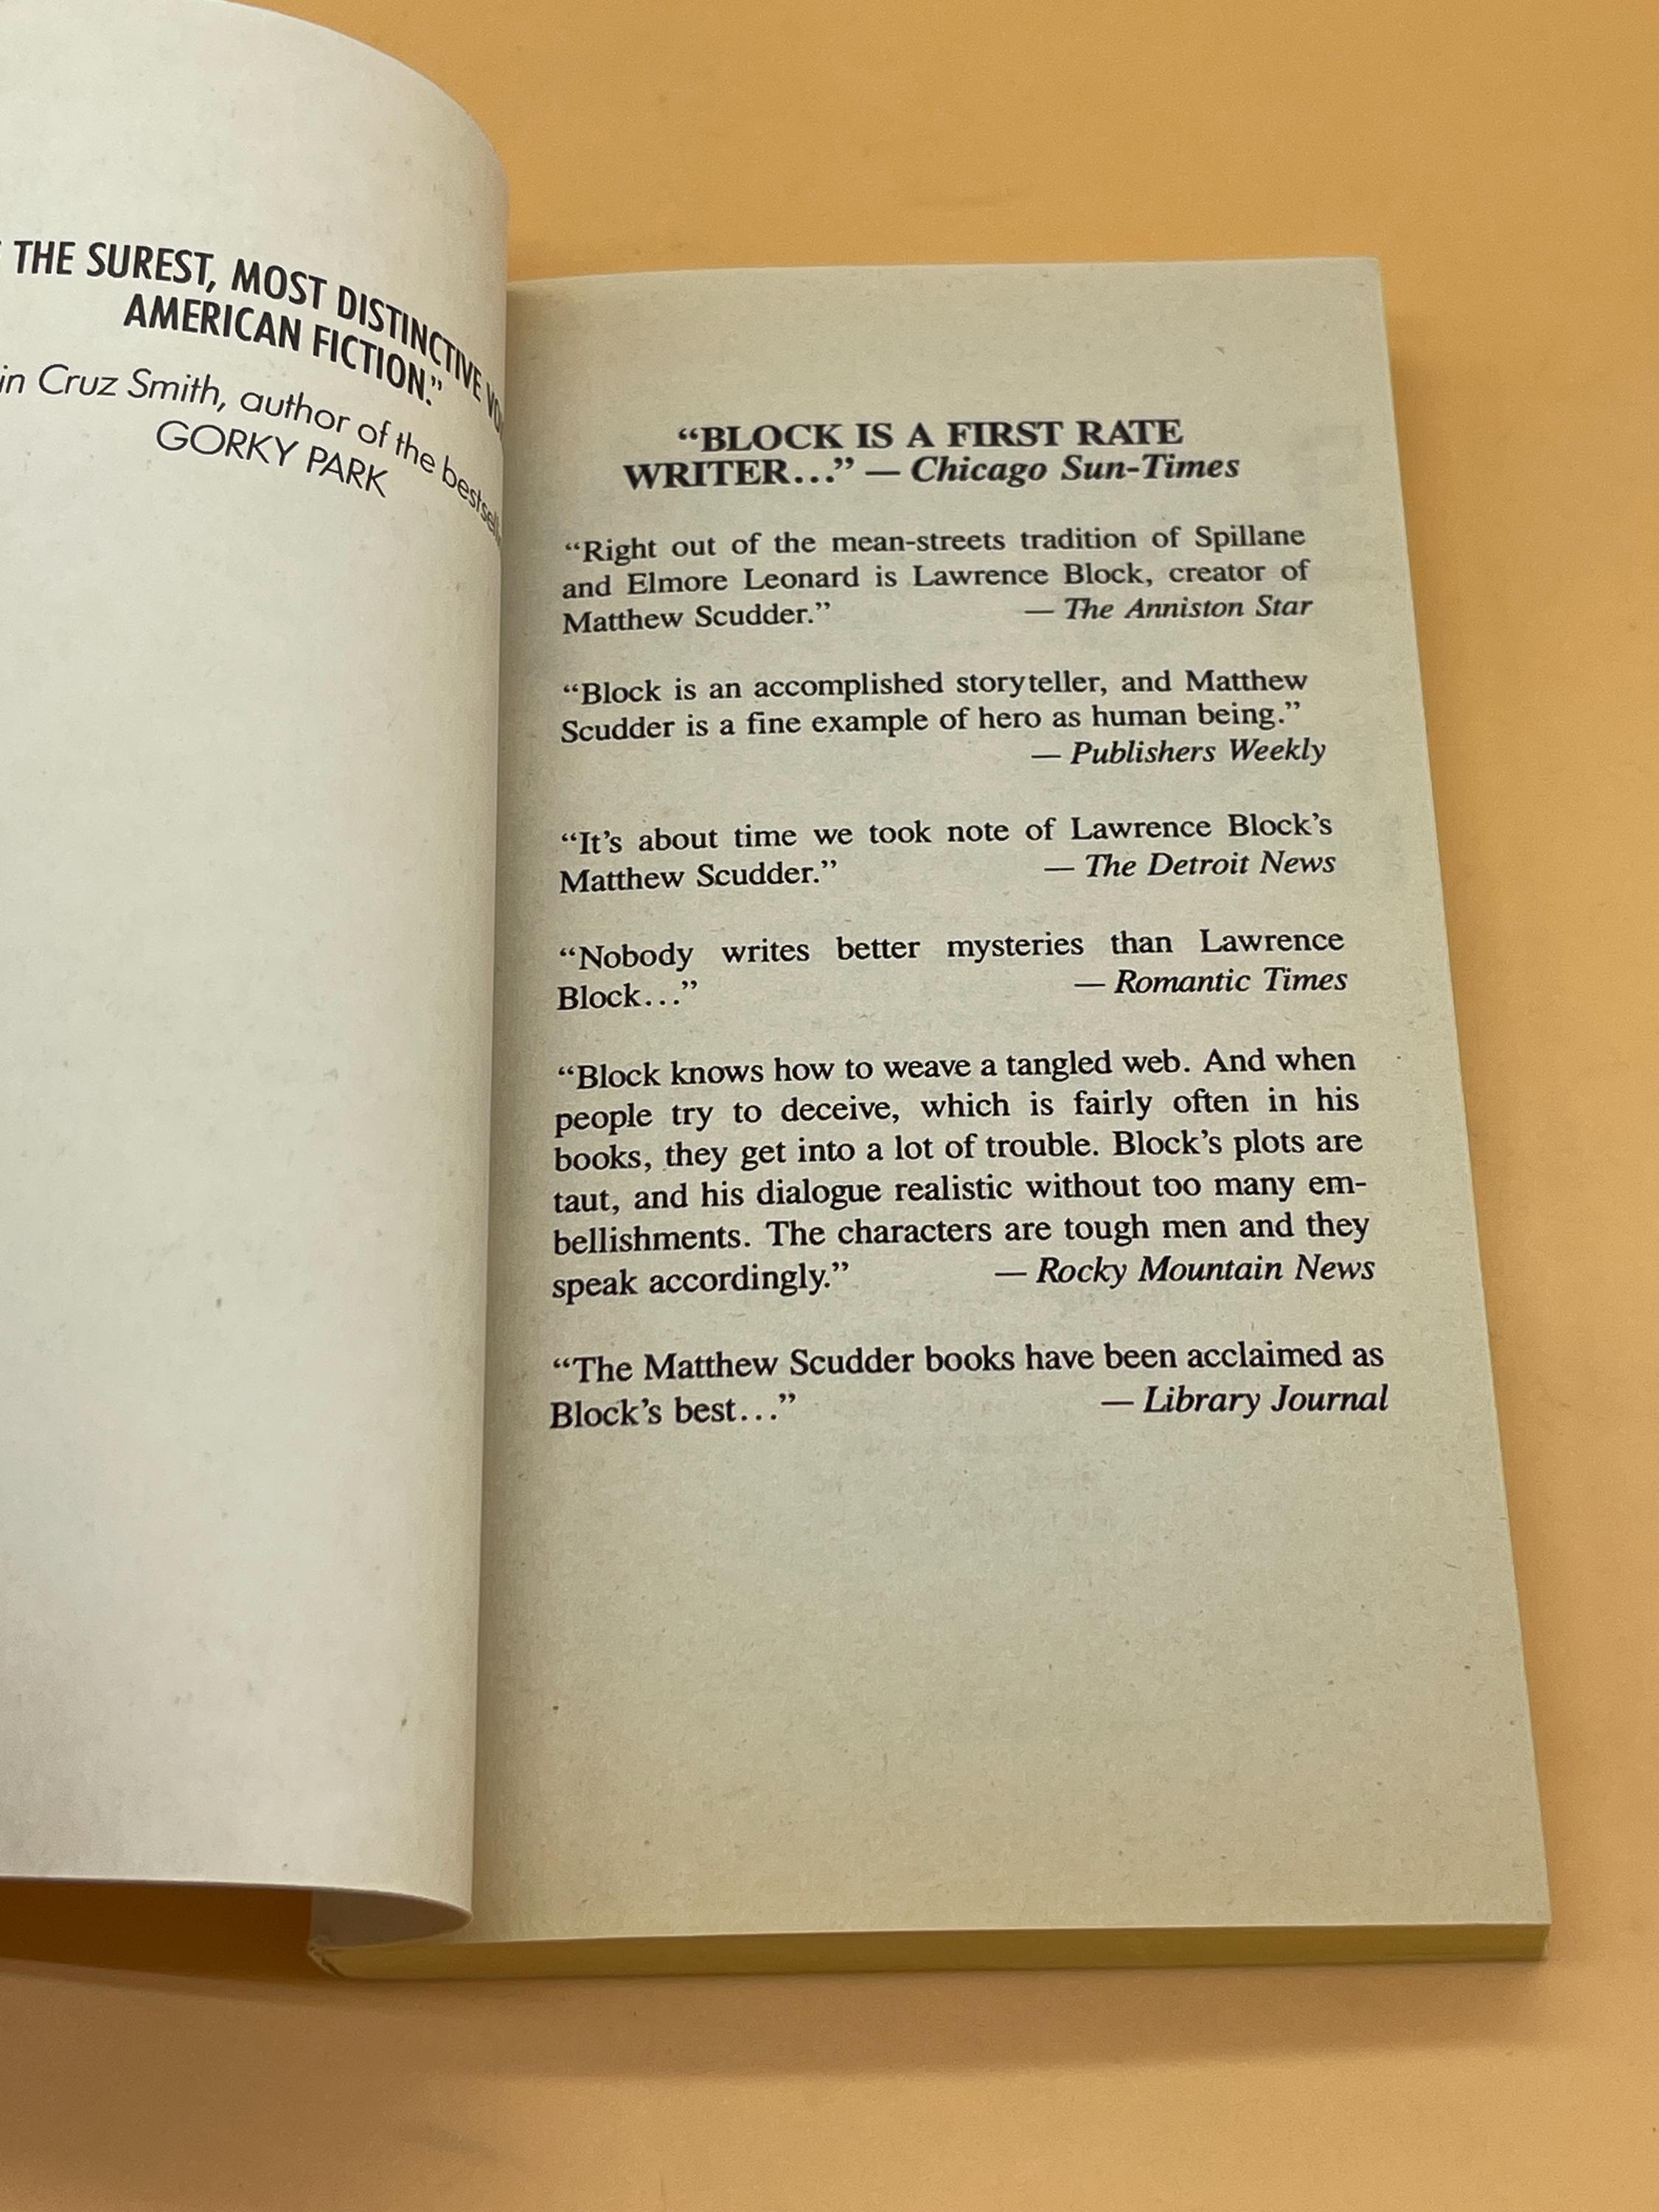 THE SUREST, MOST DISTINCTIVE
AMERICAN FICTION."
Cruz Smith, author of the
GORKY PARK
“BLOCK IS A FIRST RATE
WRITER...” — Chicago Sun-Times
“Right out of the mean-streets tradition of Spillane
and Elmore Leonard is Lawrence Block, creator of
Matthew Scudder.” — The Anniston Star
“Block is an accomplished storyteller, and Matthew
Scudder is a fine example of hero as human being.”
— Publishers Weekly
“It’s about time we took note of Lawrence Block’s
Matthew Scudder.” — The Detroit News
“Nobody writes better mysteries than Lawrence
Block...” — Romantic Times
“Block knows how to weave a tangled web. And when
people try to deceive, which is fairly often in his
books, they get into a lot of trouble. Block’s plots are
taut, and his dialogue realistic without too many em-
bellishments. The characters are tough men and they
speak accordingly.” — Rocky Mountain News
“The Matthew Scudder books have been acclaimed as
Block’s best...” — Library Journal